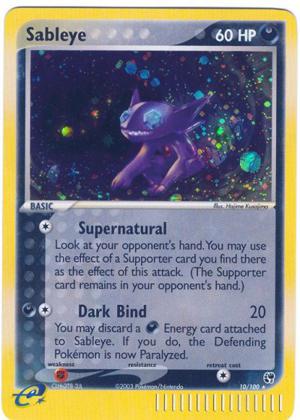 Sableye 60 HP
Illus. Hajime Kusajima
BASIC
Supernatural
Look at your opponent's hand. You may use
the effect of a Supporter card you find there
as the effect of this attack. (The Supporter
card remains in your opponent's hand.)
Dark Bind 20
You may discard a Energy card attached
to Sableye. If you do, the Defending
Pokémon is now Paralyzed.
weakness resistance retreat cost
©2003 Pokémon/Nintendo
10/100
e